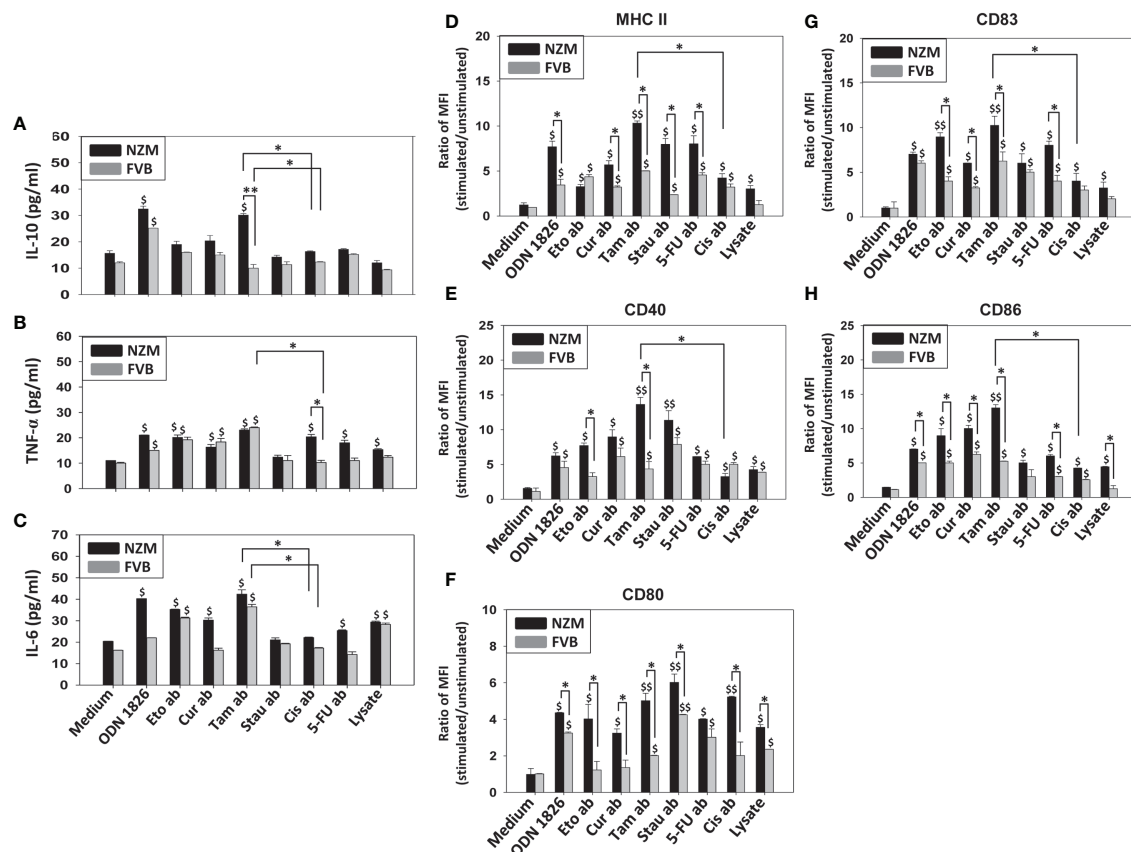 A
IL-10 (pg/ml)
60
50
40
30
20
10
0
NZM
FVB
$
$
$
**
*
*
B
TNF-α (pg/ml)
60
50
40
30
20
10
0
NZM
FVB
$
$
$ $
$ $
$ $
*
$ *
$
$
C
IL-6 (pg/ml)
70
60
50
40
30
20
10
0
NZM
FVB
$
$ $
$
$ $
*
*
$
$ $
Medium
ODN 1826
Eto ab
Cur ab
Tam ab
Stau ab
Cis ab
5-FU ab
Lysate
D
MHC II
Ratio of MFI
(stimulated/unstimulated)
20
15
10
5
0
NZM
FVB
*
$ * $
$ $
$ * $
$$ * $
$ * $
$ * $
$ $
$
Medium
ODN 1826
Eto ab
Cur ab
Tam ab
Stau ab
5-FU ab
Cis ab
Lysate
E
CD40
Ratio of MFI
(stimulated/unstimulated)
25
20
15
10
5
0
NZM
FVB
*
$ $
$ * $
$ $
$$ * $
$$ $
$ $
$ $
$ $
Medium
ODN 1826
Eto ab
Cur ab
Tam ab
Stau ab
5-FU ab
Cis ab
Lysate
F
CD80
Ratio of MFI
(stimulated/unstimulated)
10
8
6
4
2
0
NZM
FVB
$ * $
$ *
$ *
$$ * $
$$ * $$
$ $
$$ *
$ * $
Medium
ODN 1826
Eto ab
Cur ab
Tam ab
Stau ab
5-FU ab
Cis ab
Lysate
G
CD83
Ratio of MFI
(stimulated/unstimulated)
20
15
10
5
0
NZM
FVB
*
$ $
$$ * $
$ * $
$$ * $
$ $
$ * $
$ $
$ $
Medium
ODN 1826
Eto ab
Cur ab
Tam ab
Stau ab
5-FU ab
Cis ab
Lysate
H
CD86
Ratio of MFI
(stimulated/unstimulated)
25
20
15
10
5
0
NZM
FVB
*
$ * $
$ * $
$ * $
$$ * $
$ $
$ * $
$ $
$ * $
Medium
ODN 1826
Eto ab
Cur ab
Tam ab
Stau ab
5-FU ab
Cis ab
Lysate